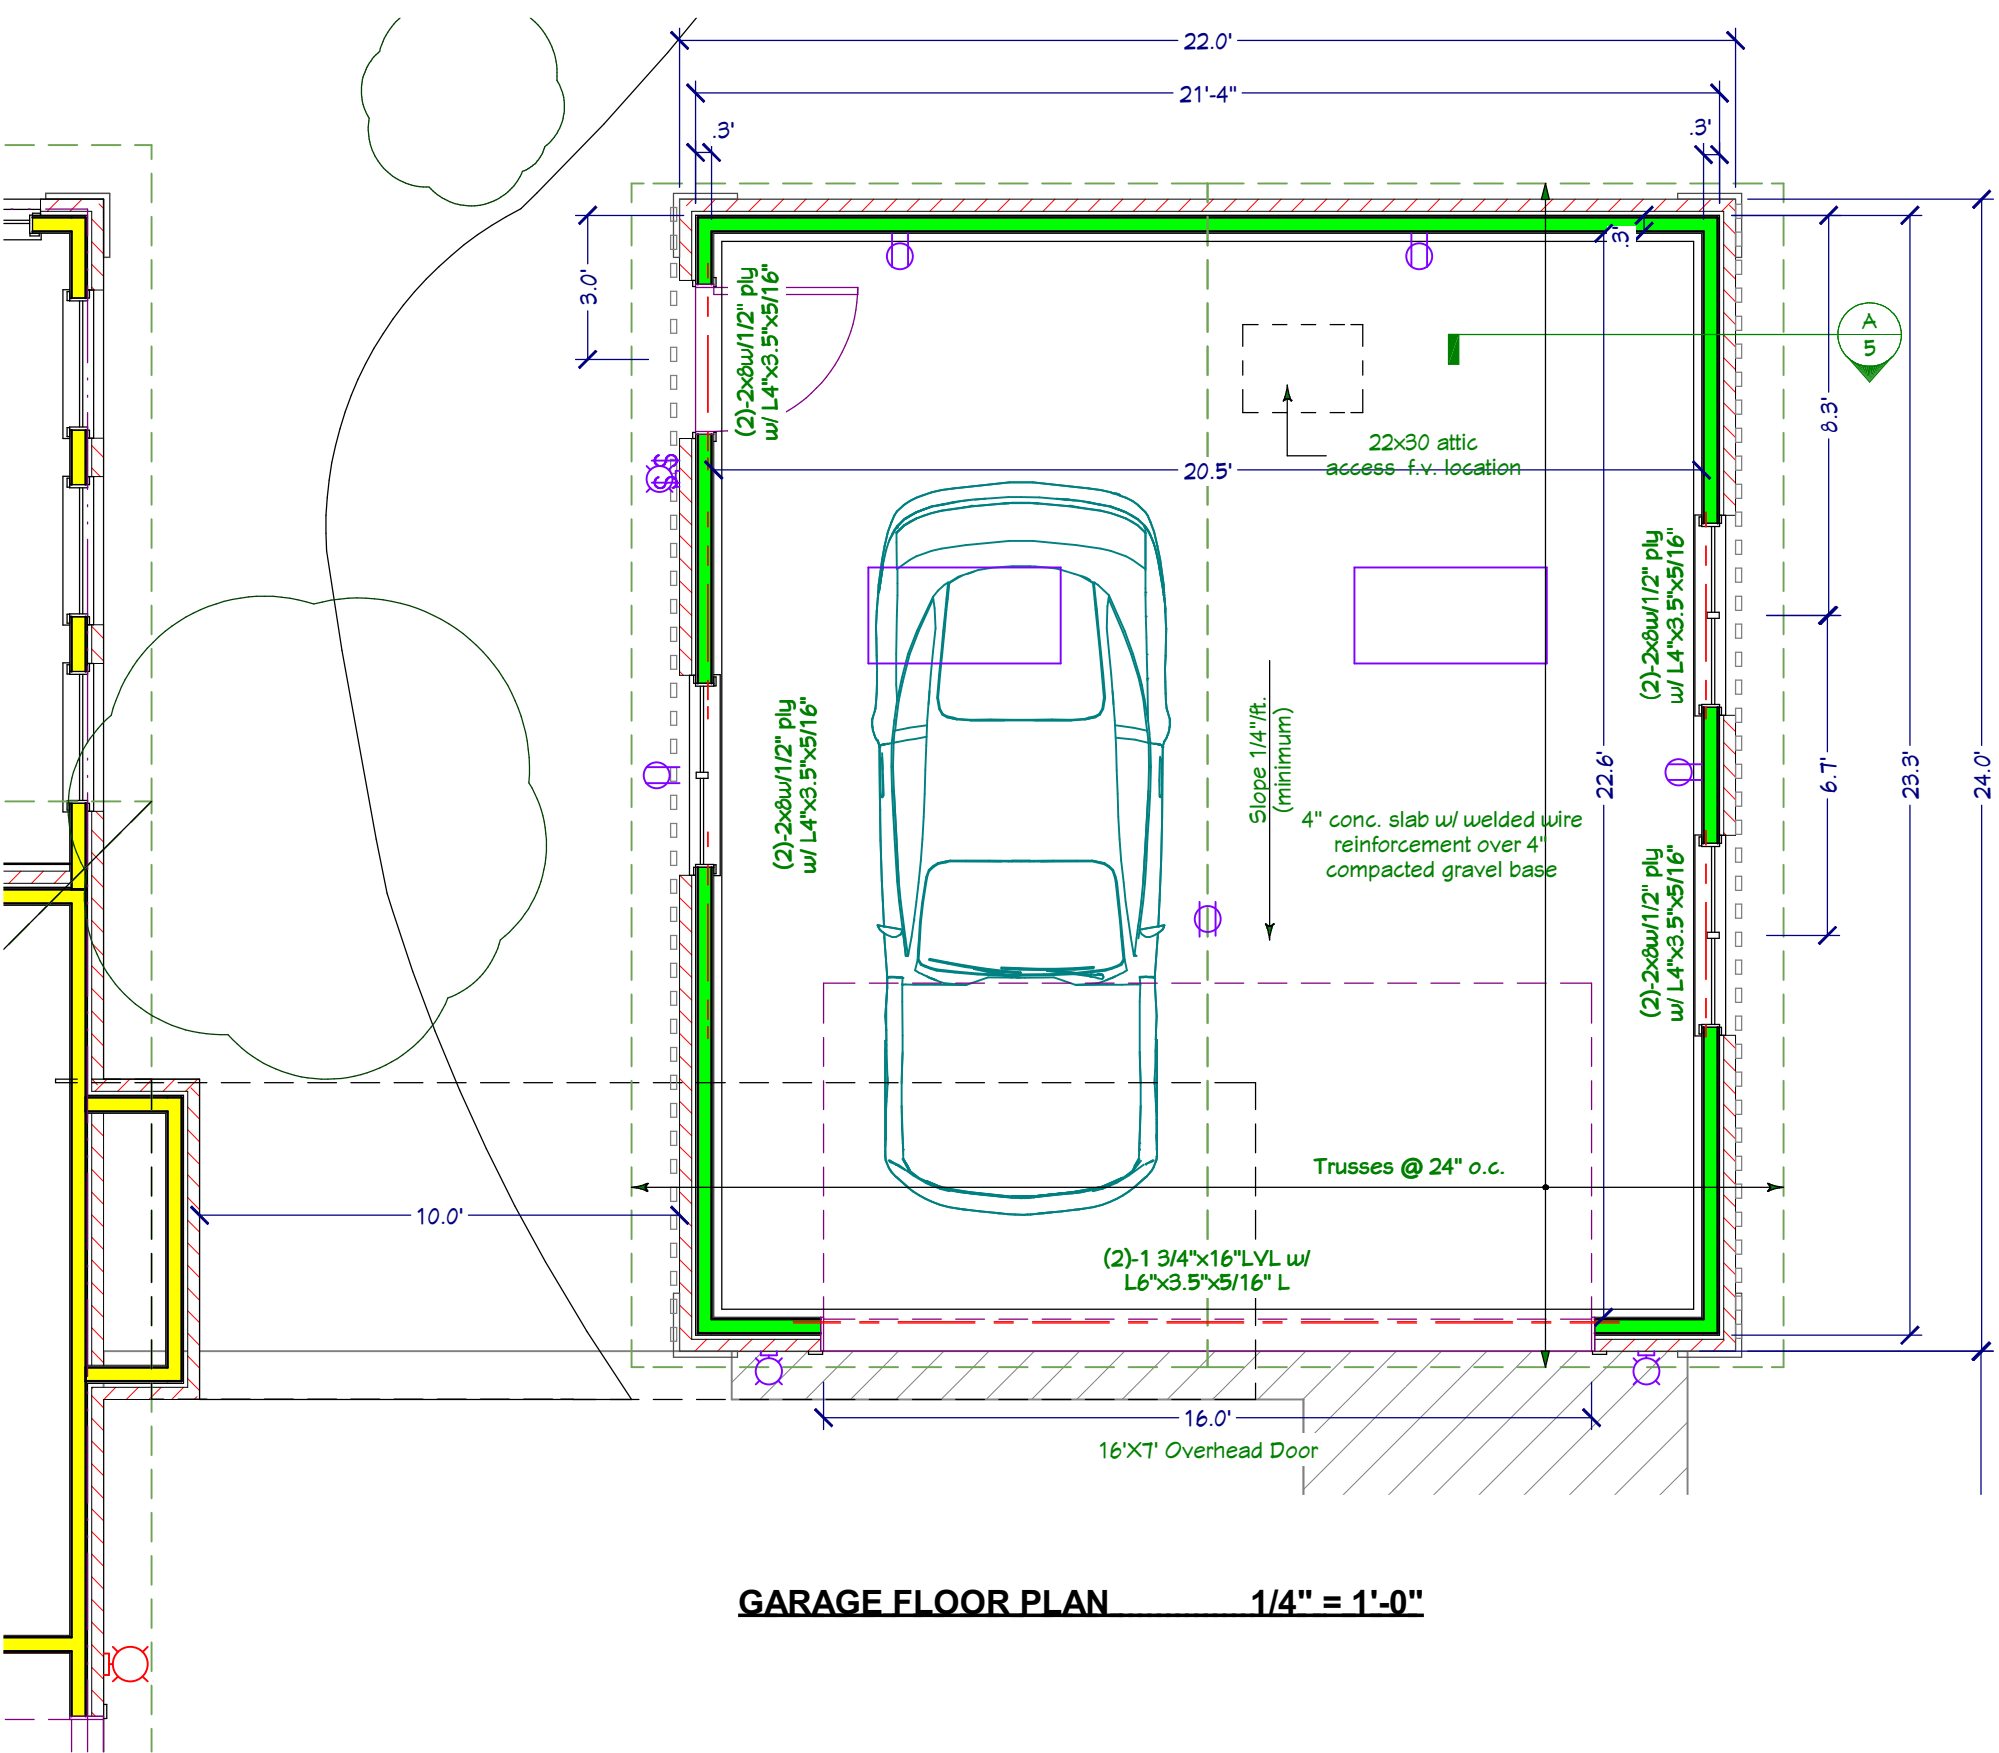 22.0'
21'-4"
.3'
.3'
.3'
3.0'
(2)-2x8w/1/2" ply
w/ L4"x3.5"x5/16"
A
5
8.3'
22x30 attic
access f.v. location
20.5'
S
S
(2)-2x8w/1/2" ply
w/ L4"x3.5"x5/16"
(2)-2x8w/1/2" ply
w/ L4"x3.5"x5/16"
Slope 1/4"/ft.
(minimum)
22.6'
6.7'
23.3'
24.0'
4" conc. slab w/ welded wire
reinforcement over 4"
compacted gravel base
(2)-2x8w/1/2" ply
w/ L4"x3.5"x5/16"
Trusses @ 24" o.c.
10.0'
(2)-1 3/4"x16"LVL w/
L6"x3.5"x5/16" L
16.0'
16'X7' Overhead Door
GARAGE FLOOR PLAN 1/4" = 1'-0"